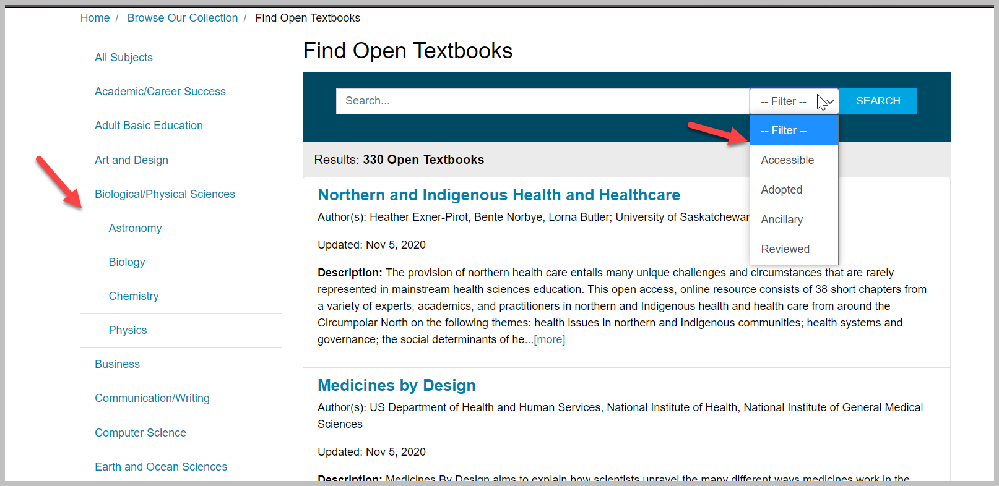 Home / Browse Our Collection / Find Open Textbooks
All Subjects
Academic/Career Success
Adult Basic Education
Art and Design
Biological/Physical Sciences
Astronomy
Biology
Chemistry
Physics
Business
Communication/Writing
Computer Science
Earth and Ocean Sciences
Find Open Textbooks
Search... -- Filter -- SEARCH
-- Filter --
Accessible
Adopted
Ancillary
Reviewed
Results: 330 Open Textbooks
Northern and Indigenous Health and Healthcare
Author(s): Heather Exner-Pirot, Bente Norbye, Lorna Butler; University of
Updated: Nov 5, 2020
Description: The provision of northern health care entails many unique challenges and circumstances that are rarely
represented in mainstream health sciences education. This open access, online resource consists of 38 short chapters from
a variety of experts, academics, and practitioners in northern and Indigenous health and health care from around the
Circumpolar North on the following themes: health issues in northern and Indigenous communities; health systems and
governance; the social determinants of he...[more]
Medicines by Design
Author(s): US Department of Health and Human Services, National Institute of Health, National Institute of General Medical
Sciences
Updated: Nov 5, 2020
Description: Medicines By Design aims to explain how scientists unravel the many different ways medicines work in the